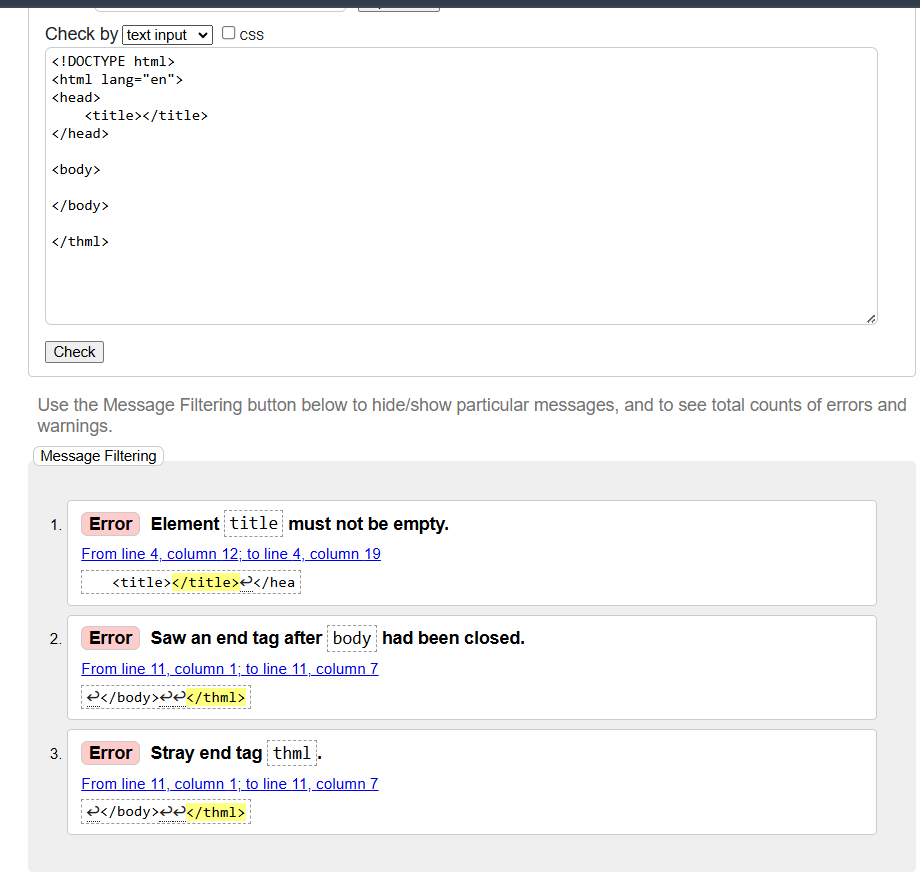 Check by text input css
<!DOCTYPE html>
<html lang="en">
<head>
    <title></title>
</head>
<body>
</body>
</thml>
Check
Use the Message Filtering button below to hide/show particular messages, and to see total counts of errors and
warnings.
Message Filtering
1. Error Element title must not be empty.
From line 4, column 12; to line 4, column 19
<title></title>↩</hea
2. Error Saw an end tag after body had been closed.
From line 11, column 1; to line 11, column 7
↩</body>↩↩</thml>
3. Error Stray end tag thml.
From line 11, column 1; to line 11, column 7
↩</body>↩↩</thml>